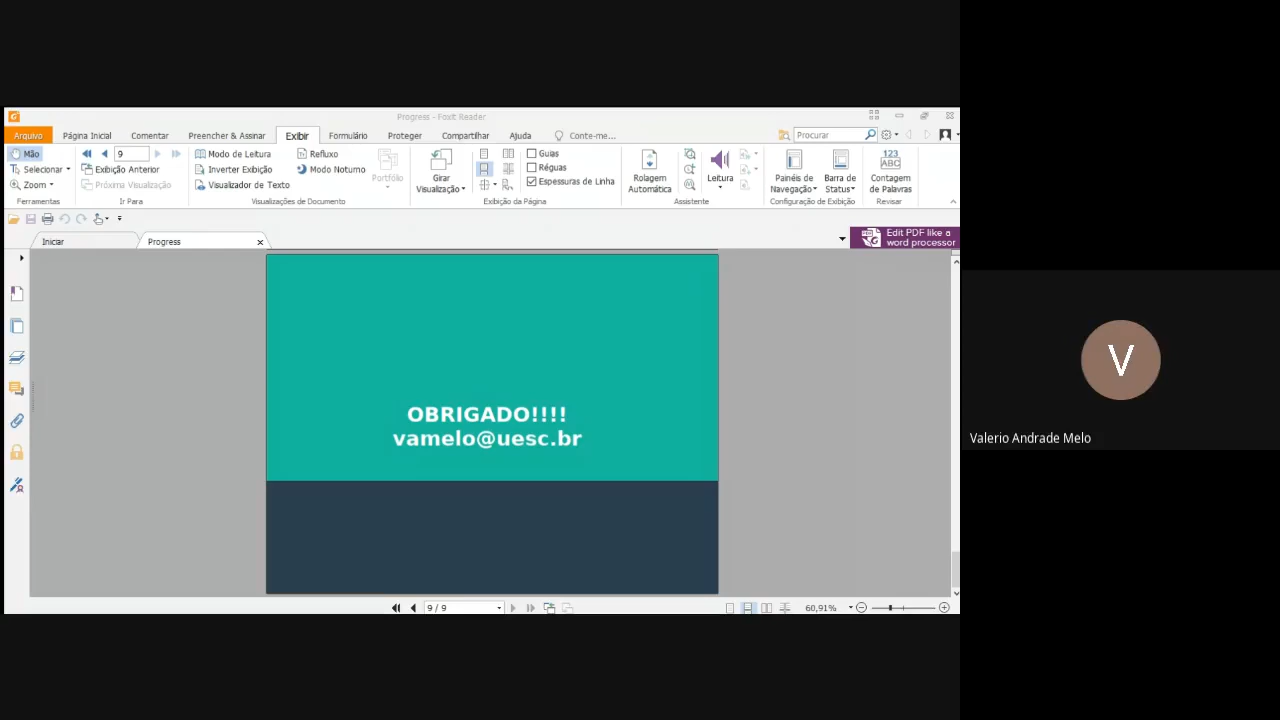 Progress - Foxit Reader
Arquivo Página Inicial Comentar Preencher & Assinar Exibir Formulário Proteger Compartilhar Ajuda Conte-me... Procurar
Mão 9 Modo de Leitura Refluxo Guias
Selecionar Exibição Anterior Inverter Exibição Modo Noturno Réguas
Zoom Próxima Visualização Visualizador de Texto Espessuras de Linha
Portfólio
Girar Visualização
Rolagem Automática
Leitura
Painéis de Navegação
Barra de Status
123 ABC
Contagem de Palavras
Ferramentas Ir Para Visualizações de Documento Exibição da Página Assistente Configuração de Exibição Revisar
Iniciar Progress
Edit PDF like a
word processor
OBRIGADO!!!!
vamelo@uesc.br
V
Valerio Andrade Melo
9 / 9 60,91%